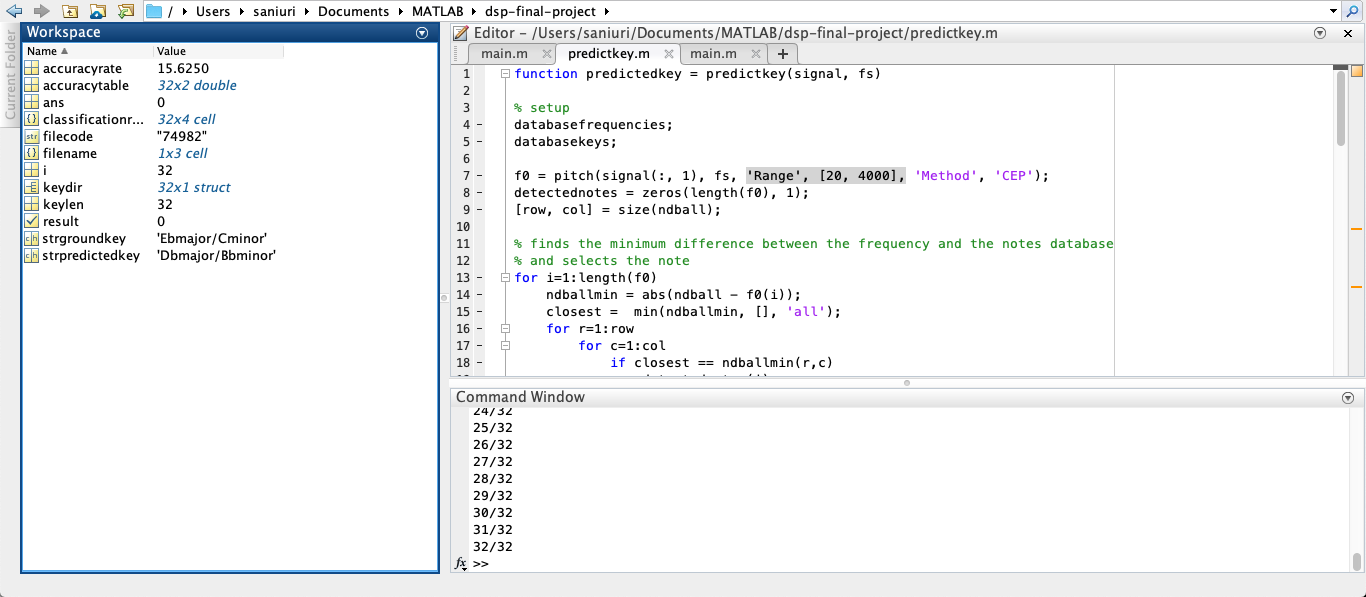 / ▸ Users ▸ saniuri ▸ Documents ▸ MATLAB ▸ dsp-final-project ▸
Current Folder
Workspace
Name ▲ Value
accuracyrate 15.6250
accuracytable 32x2 double
ans 0
classificationr... 32x4 cell
filecode "74982"
filename 1x3 cell
i 32
keydir 32x1 struct
keylen 32
result 0
strgroundkey 'Ebmajor/Cminor'
strpredictedkey 'Dbmajor/Bbminor'
Editor - /Users/saniuri/Documents/MATLAB/dsp-final-project/predictkey.m
main.m predictkey.m main.m +
1 function predictedkey = predictkey(signal, fs)
2
3 % setup
4 - databasefrequencies;
5 - databasekeys;
6
7 - f0 = pitch(signal(:, 1), fs, 'Range', [20, 4000], 'Method', 'CEP');
8 - detectednotes = zeros(length(f0), 1);
9 - [row, col] = size(ndball);
10
11 % finds the minimum difference between the frequency and the notes database
12 % and selects the note
13 - for i=1:length(f0)
14 - ndballmin = abs(ndball - f0(i));
15 - closest =  min(ndballmin, [], 'all');
16 - for r=1:row
17 - for c=1:col
18 - if closest == ndballmin(r,c)
Command Window
24/32
25/32
26/32
27/32
28/32
29/32
30/32
31/32
32/32
fx >>